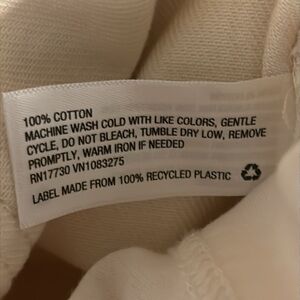 100% COTTON
MACHINE WASH COLD WITH LIKE COLORS, GENTLE
CYCLE, DO NOT BLEACH, TUMBLE DRY LOW, REMOVE
PROMPTLY, WARM IRON IF NEEDED
RN17730 VN1083275
LABEL MADE FROM 100% RECYCLED PLASTIC